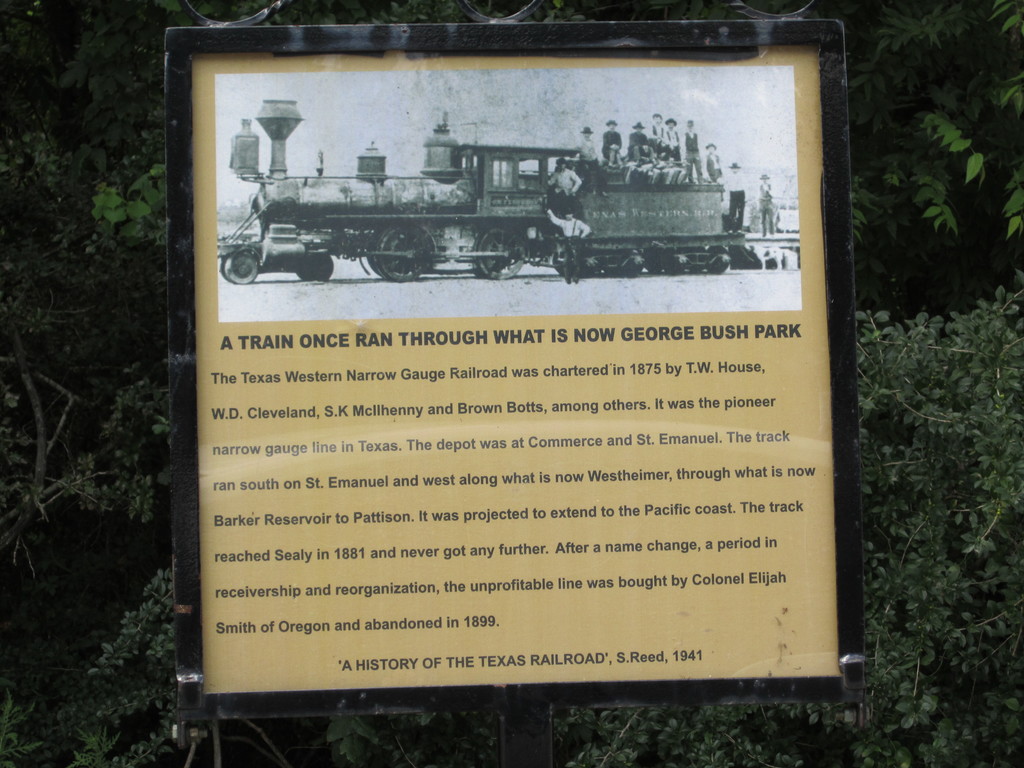 TEXAS WESTERN R.R.
A TRAIN ONCE RAN THROUGH WHAT IS NOW GEORGE BUSH PARK
The Texas Western Narrow Gauge Railroad was chartered in 1875 by T.W. House,
W.D. Cleveland, S.K McIlhenny and Brown Botts, among others. It was the pioneer
narrow gauge line in Texas. The depot was at Commerce and St. Emanuel. The track
ran south on St. Emanuel and west along what is now Westheimer, through what is now
Barker Reservoir to Pattison. It was projected to extend to the Pacific coast. The track
reached Sealy in 1881 and never got any further. After a name change, a period in
receivership and reorganization, the unprofitable line was bought by Colonel Elijah
Smith of Oregon and abandoned in 1899.
'A HISTORY OF THE TEXAS RAILROAD', S.Reed, 1941